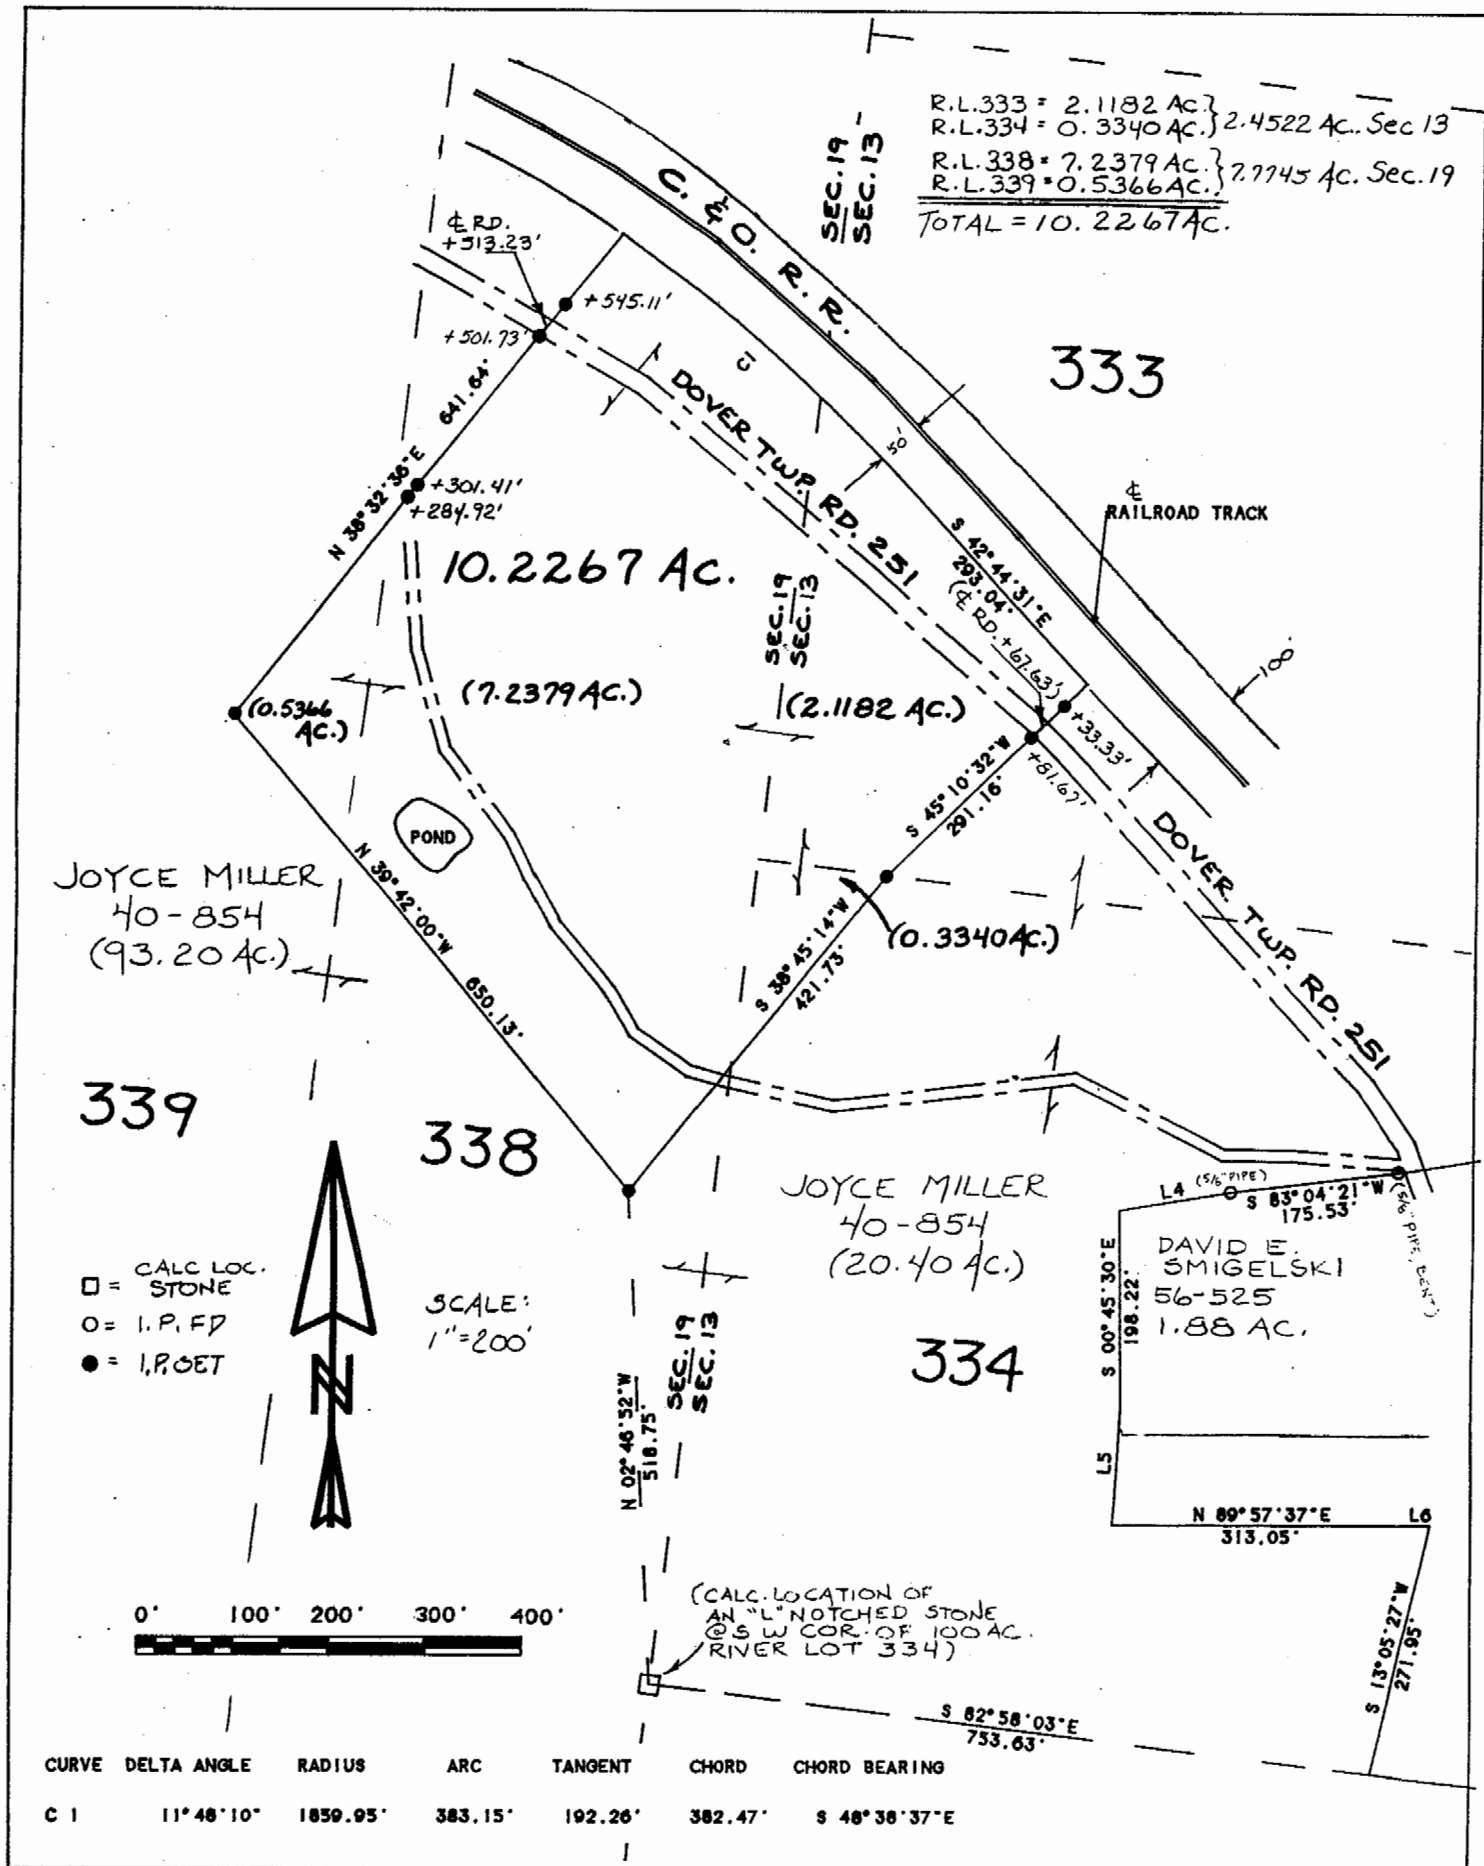 R.L.333 = 2.1182 AC.} 2.4522 AC. Sec 13
R.L.334 = 0.3340 AC.}
R.L.338 = 7.2379 AC.} 7.7745 AC. Sec.19
R.L.339 = 0.5366 AC.}
TOTAL = 10.2267 AC.
SEC.19
SEC.13
C. & O. R. R.
℄ RD.
+513.23'
+545.11'
+501.73'
333
C1
DOVER TWP. RD. 251
50'
℄
RAILROAD TRACK
641.64'
N 38°32'36"E
+301.41'
+284.92'
10.2267 AC.
S 42°44'31"E
293.04'
(℄ RD. +67.63')
SEC.19
SEC.13
(7.2379 AC.)
(2.1182 AC.)
(0.5366
AC.)
+33.33'
+81.67'
S 45°10'32"W
291.16'
POND
DOVER TWP. RD. 251
JOYCE MILLER
40-854
(93.20 AC.)
N 39°42'00"W 650.13'
(0.3340 AC.)
S 38°45'14"W
421.73'
339
338
JOYCE MILLER
40-854
(20.40 AC.)
L4
(5/8" PIPE)
S 83°04'21"W
175.53'
(5/8" PIPE, BENT)
DAVID E.
SMIGELSKI
56-525
1.88 AC.
S 00°45'30"E
198.22'
□ = CALC LOC.
STONE
O = I.P. FD
● = I.P. SET
SCALE:
1"=200'
N
SEC.19
SEC.13
334
N 02°46'52"W
518.75'
L5
N 89°57'37"E
313.05'
L6
S 13°05'27"W
271.95'
0' 100' 200' 300' 400'
(CALC. LOCATION OF
AN "L" NOTCHED STONE
@ S W COR. OF 100 AC.
RIVER LOT 334)
S 82°58'03"E
753.63'
CURVE DELTA ANGLE RADIUS ARC TANGENT CHORD CHORD BEARING
C 1 11°48'10" 1859.95' 383.15' 192.26' 382.47' S 48°38'37"E